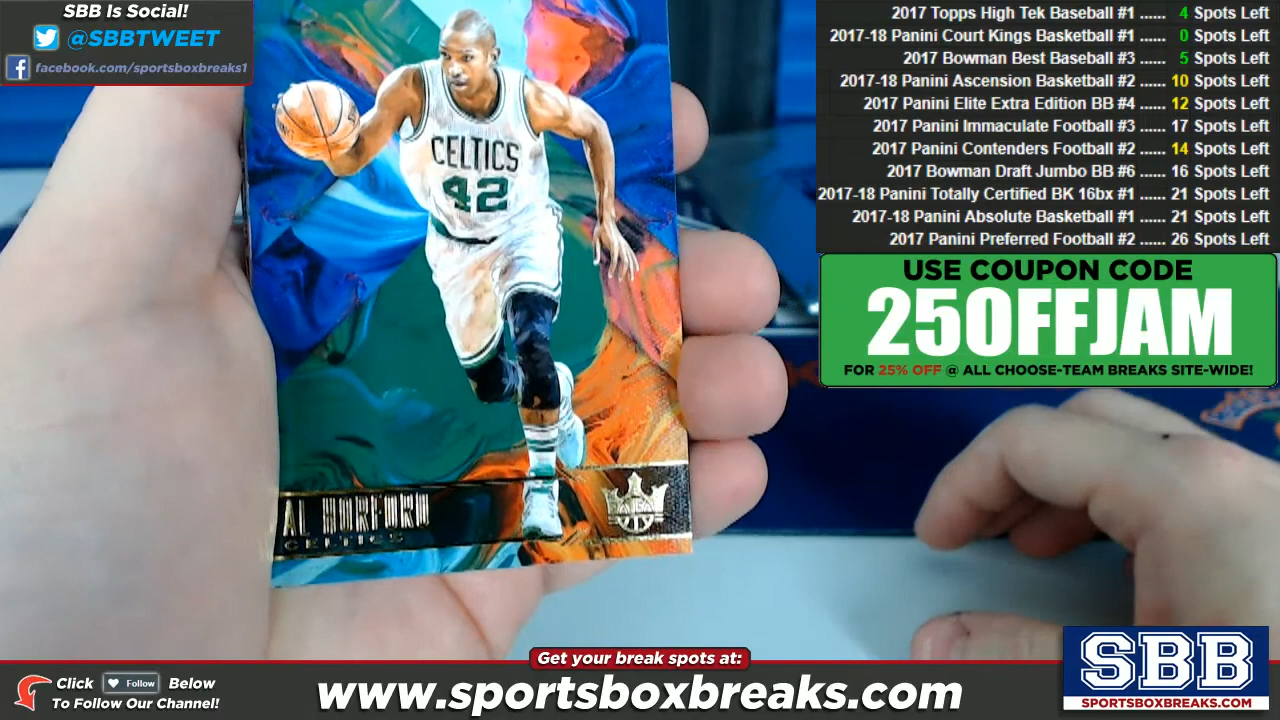 SBB Is Social!
@SBBTWEET
facebook.com/sportsboxbreaks1
2017 Topps High Tek Baseball #1 ...... 4 Spots Left
2017-18 Panini Court Kings Basketball #1 ...... 0 Spots Left
2017 Bowman Best Baseball #3 ...... 5 Spots Left
2017-18 Panini Ascension Basketball #2 ...... 10 Spots Left
2017 Panini Elite Extra Edition BB #4 ...... 12 Spots Left
2017 Panini Immaculate Football #3 ...... 17 Spots Left
2017 Panini Contenders Football #2 ...... 14 Spots Left
2017 Bowman Draft Jumbo BB #6 ...... 16 Spots Left
2017-18 Panini Totally Certified BK 16bx #1 ...... 21 Spots Left
2017-18 Panini Absolute Basketball #1 ...... 21 Spots Left
2017 Panini Preferred Football #2 ...... 26 Spots Left
USE COUPON CODE
25OFFJAM
FOR 25% OFF @ ALL CHOOSE-TEAM BREAKS SITE-WIDE!
CELTICS
42
AL HORFORD
CELTICS
Get your break spots at:
Click Follow Below
To Follow Our Channel!
www.sportsboxbreaks.com
SBB
SPORTSBOXBREAKS.COM